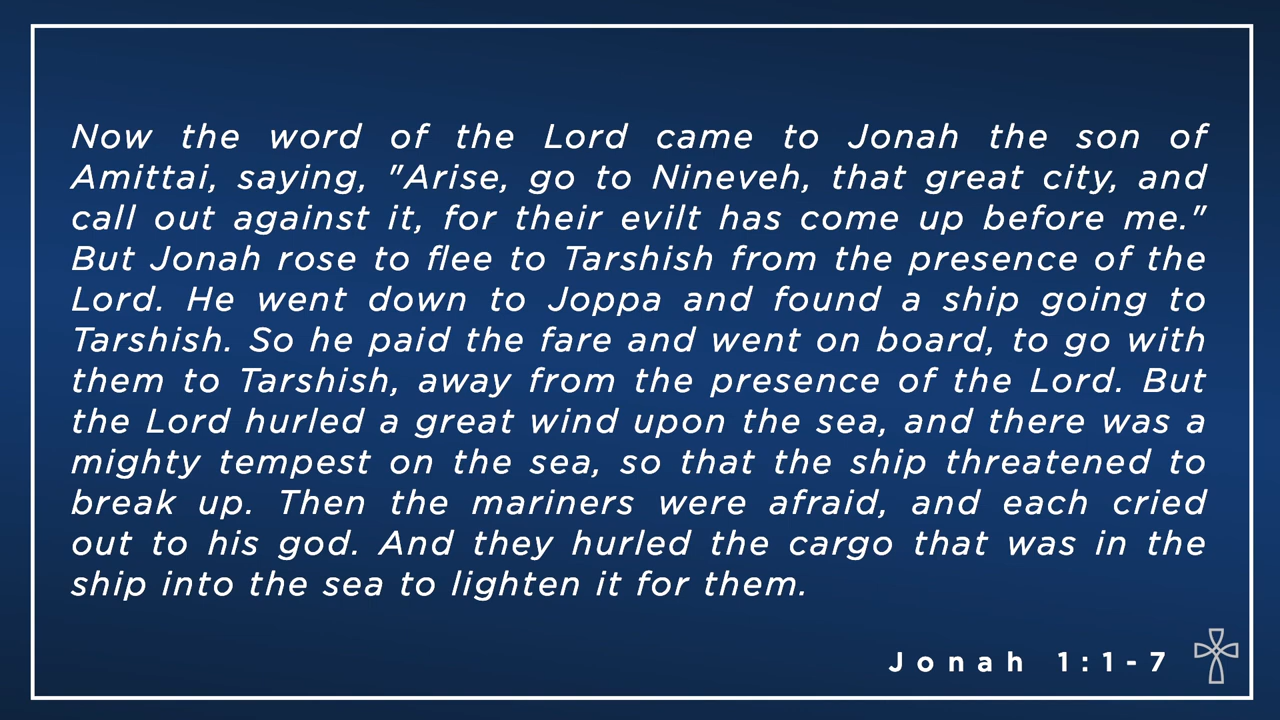 Now the word of the Lord came to Jonah the son of
Amittai, saying, "Arise, go to Nineveh, that great city, and
call out against it, for their evilt has come up before me."
But Jonah rose to flee to Tarshish from the presence of the
Lord. He went down to Joppa and found a ship going to
Tarshish. So he paid the fare and went on board, to go with
them to Tarshish, away from the presence of the Lord. But
the Lord hurled a great wind upon the sea, and there was a
mighty tempest on the sea, so that the ship threatened to
break up. Then the mariners were afraid, and each cried
out to his god. And they hurled the cargo that was in the
ship into the sea to lighten it for them.
Jonah 1:1-7